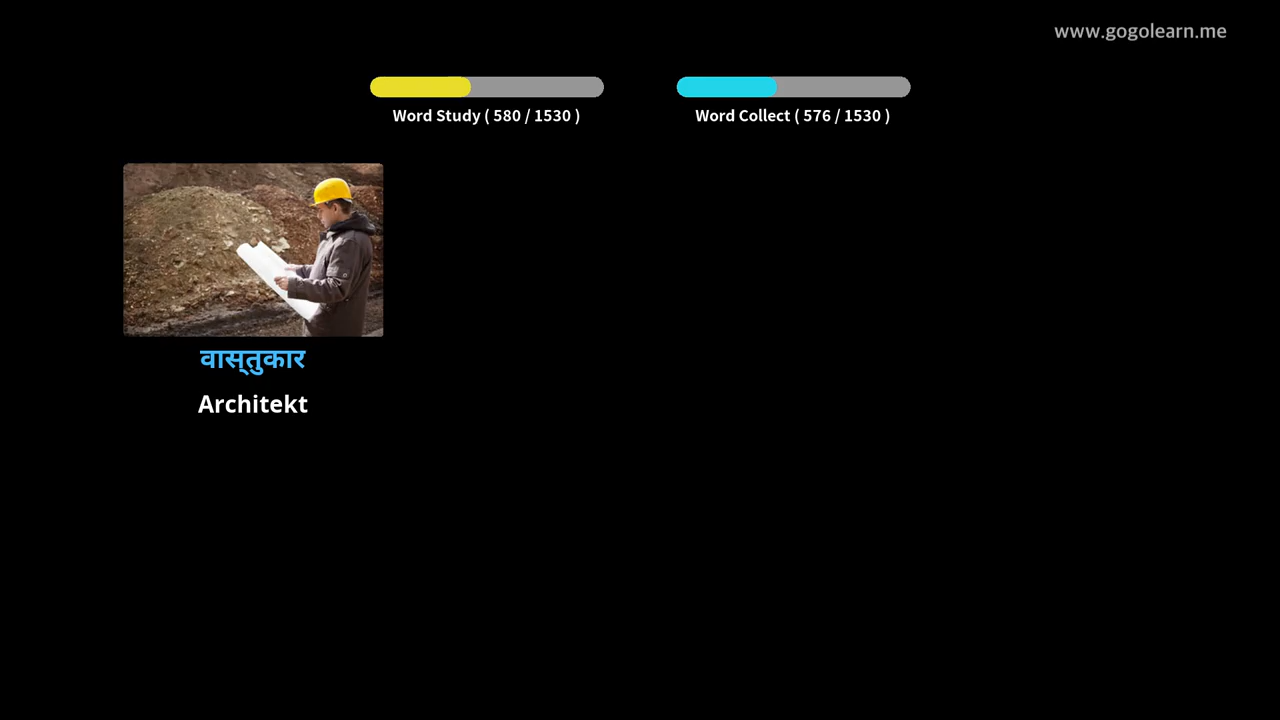 www.gogolearn.me
Word Study ( 580 / 1530 )
Word Collect ( 576 / 1530 )
वास्तुकार
Architekt